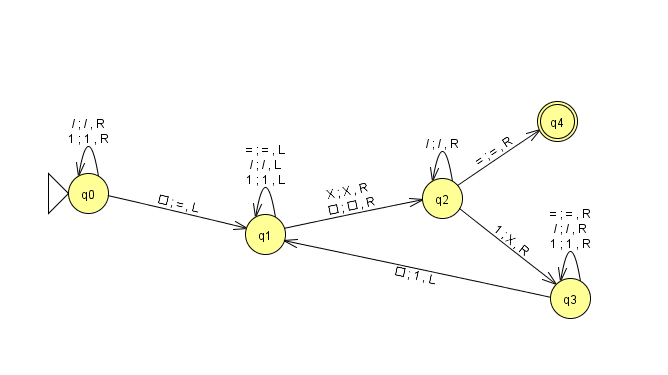 / ; / , R
1 ; 1 , R
q0
□ ; = , L
= ; = , L
/ ; / , L
1 ; 1 , L
q1
X ; X , R
□ ; □ , R
/ ; / , R
q2
= ; = , R
q4
1 ; X , R
= ; = , R
/ ; / , R
1 ; 1 , R
q3
□ ; 1 , L